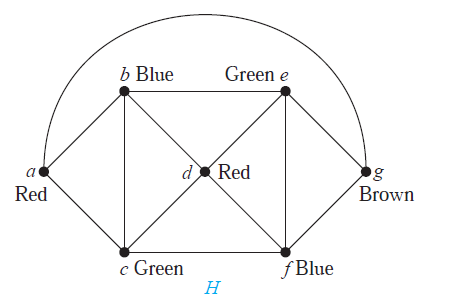 b Blue
Green e
a
Red
d Red
g
Brown
c Green
f Blue
H